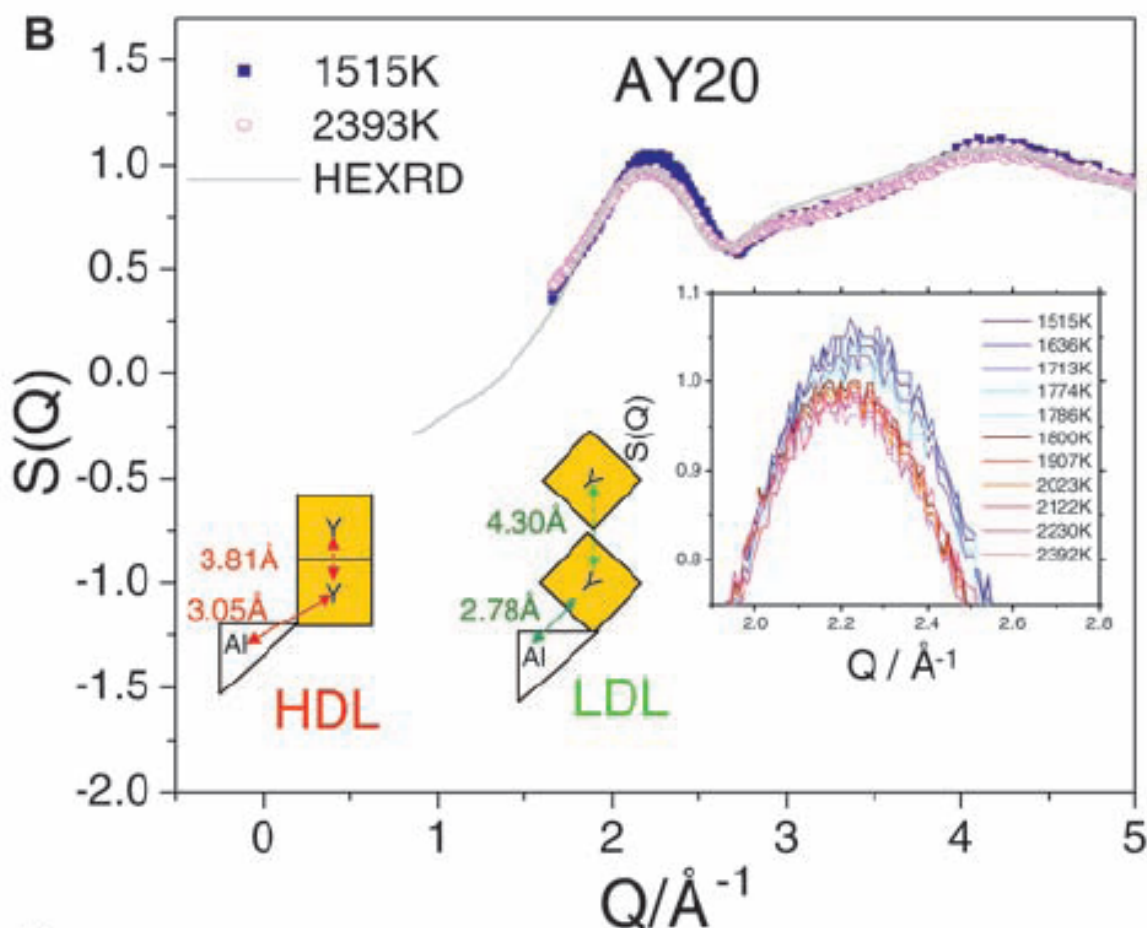 B
1515K
2393K
HEXRD
AY20
S(Q)
1.5
1.0
0.5
0.0
-0.5
-1.0
-1.5
-2.0
0 1 2 3 4 5
Q/Å⁻¹
Y
3.81Å
Y
3.05Å
Al
HDL
Y
4.30Å
Y
2.78Å
Al
LDL
S(Q)
1.1
1.0
0.9
0.8
2.0 2.2 2.4 2.6 2.8
Q / Å⁻¹
1515K
1636K
1713K
1774K
1786K
1800K
1907K
2023K
2122K
2230K
2392K